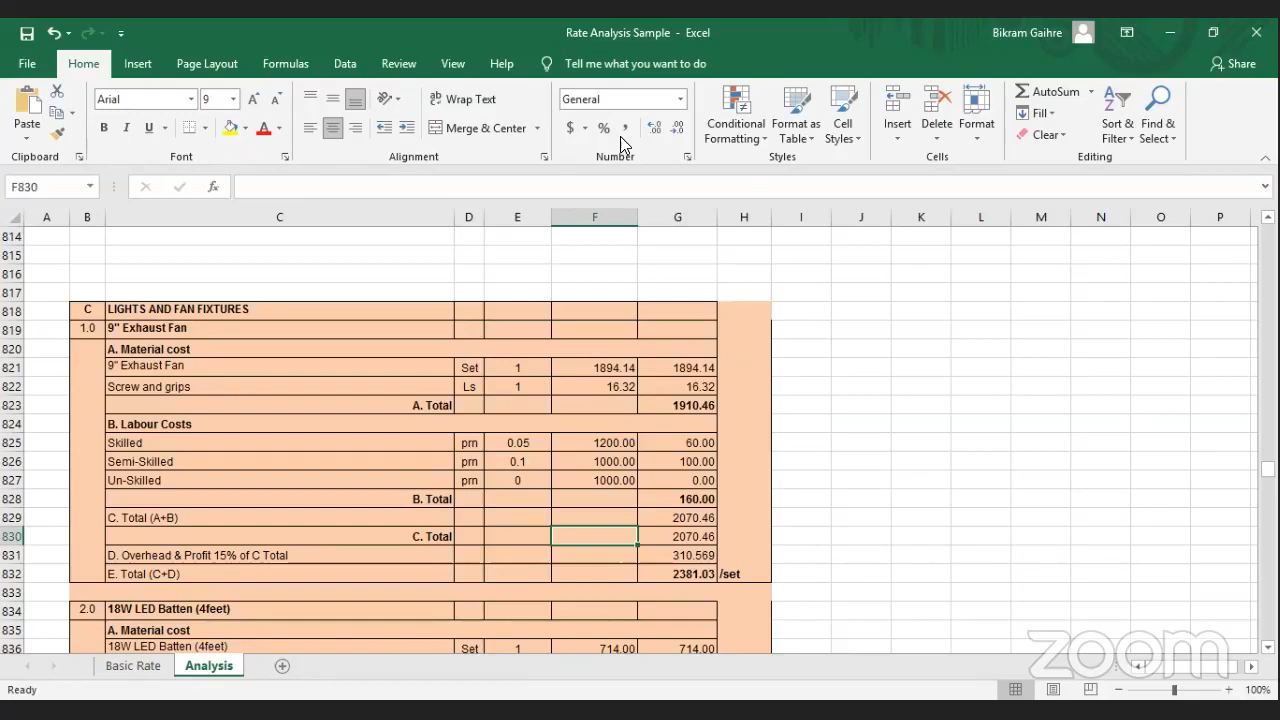 Rate Analysis Sample - Excel
Bikram Gaihre
File Home Insert Page Layout Formulas Data Review View Help Tell me what you want to do Share
Paste
Clipboard
Arial 9
B I U
Font
Wrap Text
Merge & Center
Alignment
General
$ % ,
Number
Conditional Formatting
Format as Table
Cell Styles
Styles
Insert Delete Format
Cells
AutoSum
Fill
Clear
Sort & Filter
Find & Select
Editing
F830 fx
A B C D E F G H I J K L M N O P
814
815
816
817
818 C LIGHTS AND FAN FIXTURES
819 1.0 9" Exhaust Fan
820 A. Material cost
821 9" Exhaust Fan Set 1 1894.14 1894.14
822 Screw and grips Ls 1 16.32 16.32
823 A. Total 1910.46
824 B. Labour Costs
825 Skilled prn 0.05 1200.00 60.00
826 Semi-Skilled prn 0.1 1000.00 100.00
827 Un-Skilled prn 0 1000.00 0.00
828 B. Total 160.00
829 C. Total (A+B) 2070.46
830 C. Total 2070.46
831 D. Overhead & Profit 15% of C Total 310.569
832 E. Total (C+D) 2381.03 /set
833
834 2.0 18W LED Batten (4feet)
835 A. Material cost
836 18W LED Batten (4feet) Set 1 714.00 714.00
Basic Rate Analysis
zoom
Ready 100%